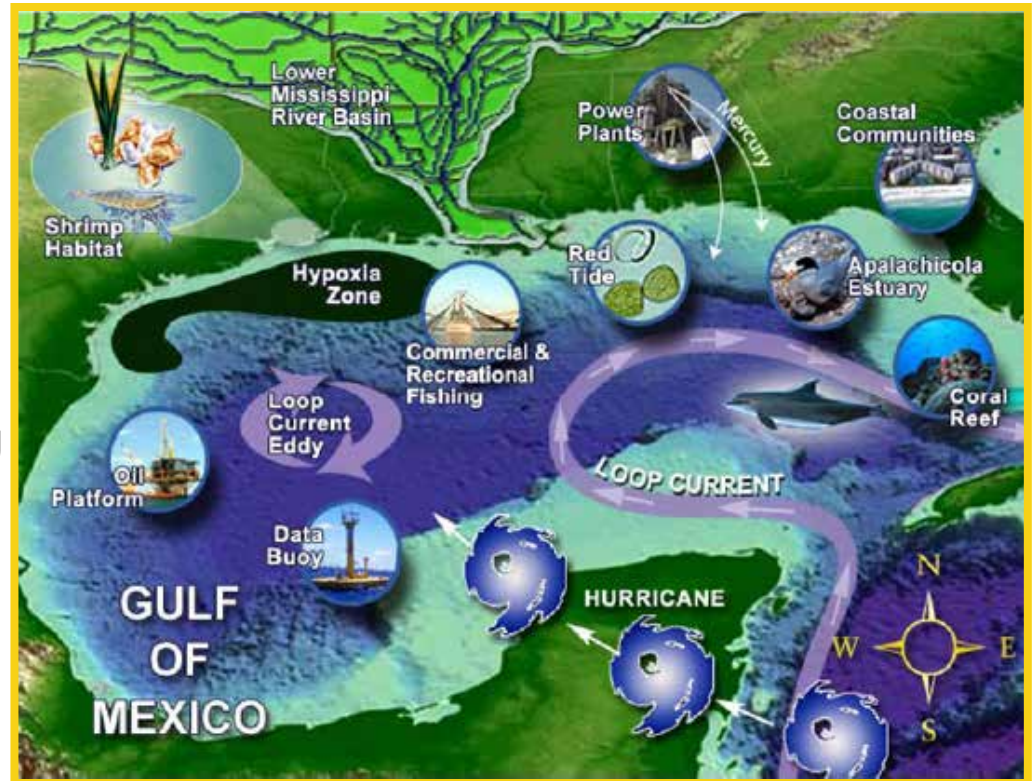 Lower
Mississippi
River Basin
Power
Plants
Mercury
Coastal
Communities
Shrimp
Habitat
Hypoxia
Zone
Red
Tide
Apalachicola
Estuary
Commercial &
Recreational
Fishing
Loop
Current
Eddy
Coral
Reef
Oil
Platform
LOOP CURRENT
Data
Buoy
GULF
OF
MEXICO
HURRICANE
N
W
E
S